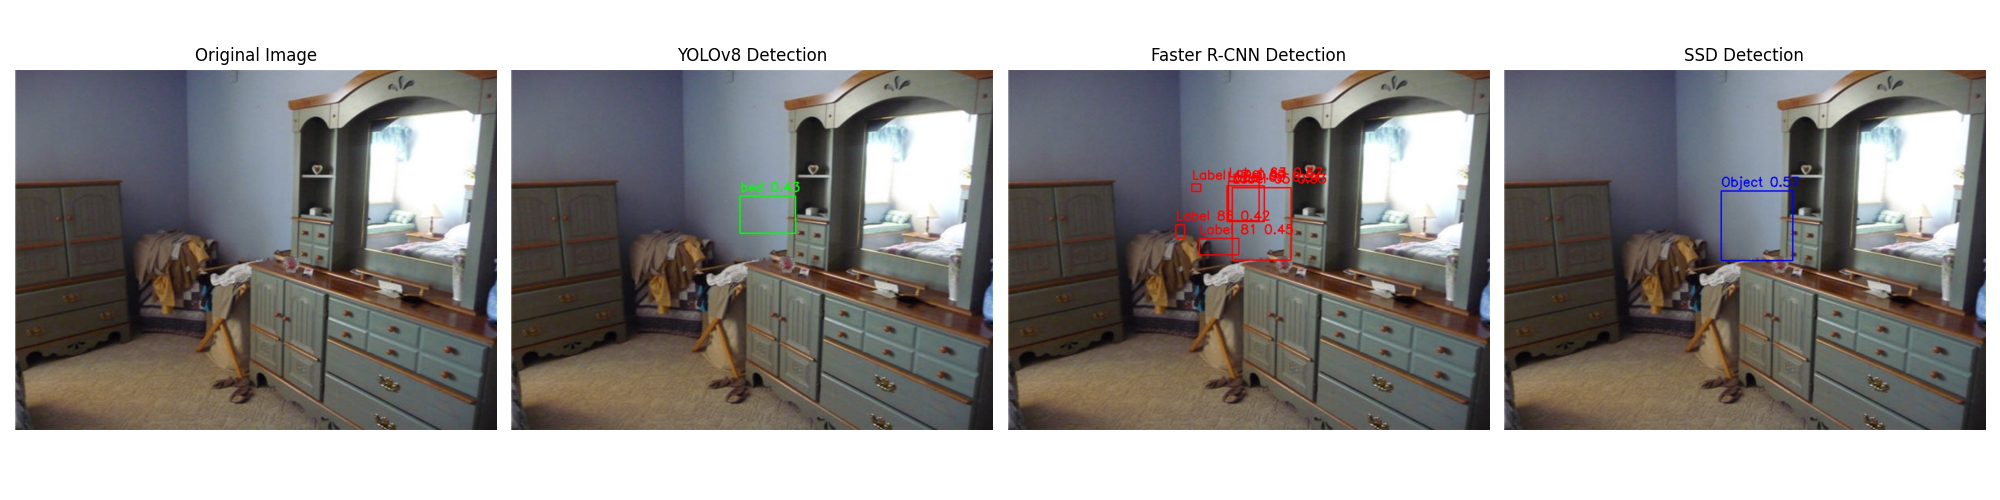 Original Image
YOLOv8 Detection
Faster R-CNN Detection
SSD Detection
bed 0.43
Label 85 0.42
Label 81 0.45
Object 0.57